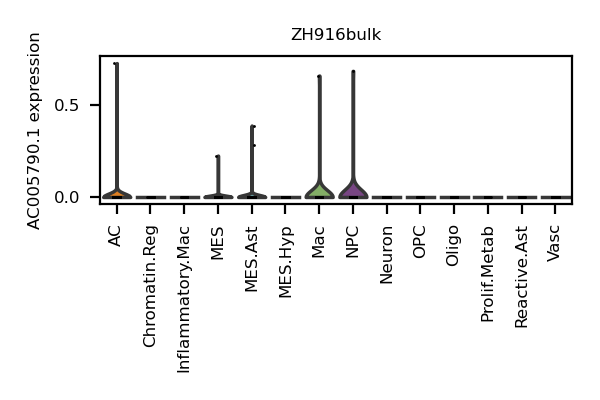 ZH916bulk
AC005790.1 expression
0.5
0.0
AC
Chromatin.Reg
Inflammatory.Mac
MES
MES.Ast
MES.Hyp
Mac
NPC
Neuron
OPC
Oligo
Prolif.Metab
Reactive.Ast
Vasc